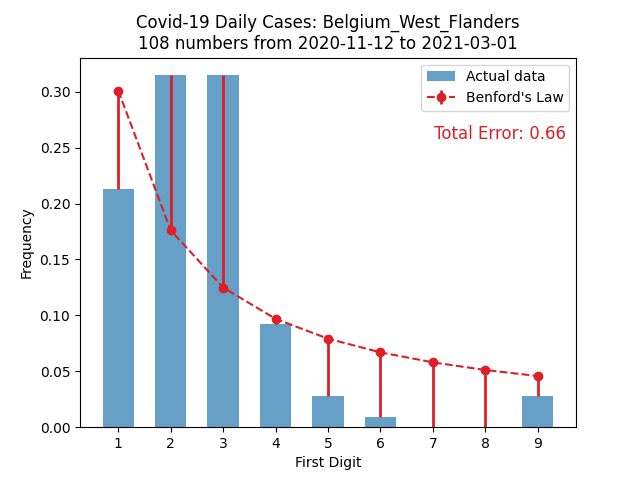 Covid-19 Daily Cases: Belgium_West_Flanders
108 numbers from 2020-11-12 to 2021-03-01
Actual data
Benford's Law
Total Error: 0.66
Frequency
0.30
0.25
0.20
0.15
0.10
0.05
0.00
1 2 3 4 5 6 7 8 9
First Digit